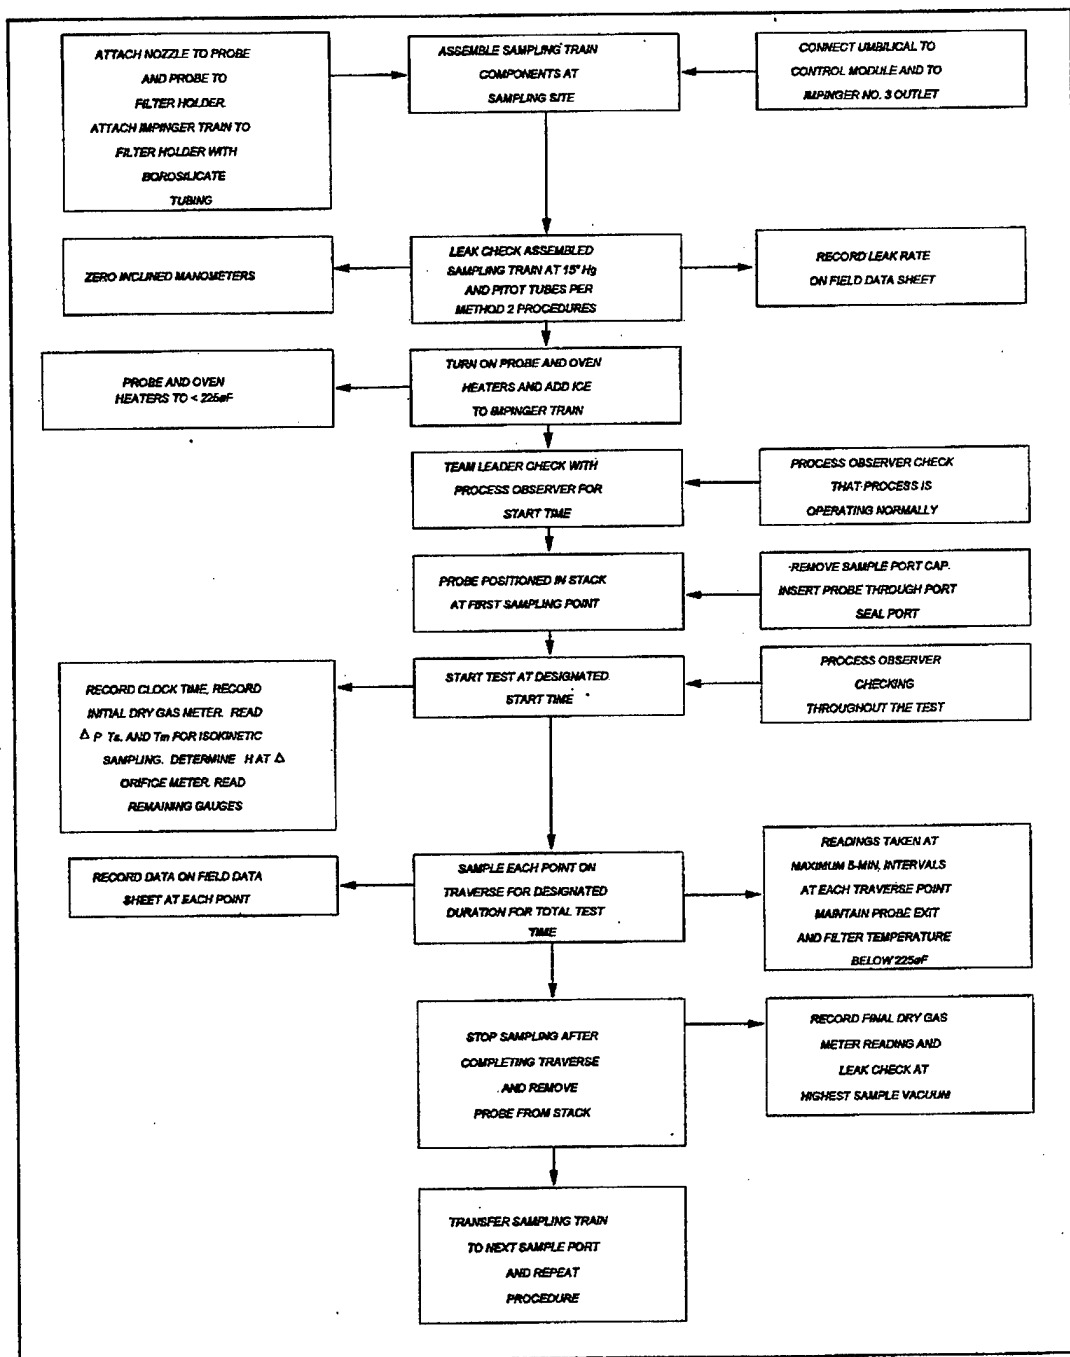 ATTACH NOZZLE TO PROBE
AND PROBE TO
FILTER HOLDER.
ATTACH IMPINGER TRAIN TO
FILTER HOLDER WITH
BOROSILICATE
TUBING
ASSEMBLE SAMPLING TRAIN
COMPONENTS AT
SAMPLING SITE
CONNECT UMBILICAL TO
CONTROL MODULE AND TO
IMPINGER NO. 3 OUTLET
ZERO INCLINED MANOMETERS
LEAK CHECK ASSEMBLED
SAMPLING TRAIN AT 15" Hg
AND PITOT TUBES PER
METHOD 2 PROCEDURES
RECORD LEAK RATE
ON FIELD DATA SHEET
PROBE AND OVEN
HEATERS TO < 225øF
TURN ON PROBE AND OVEN
HEATERS AND ADD ICE
TO IMPINGER TRAIN
TEAM LEADER CHECK WITH
PROCESS OBSERVER FOR
START TIME
PROCESS OBSERVER CHECK
THAT PROCESS IS
OPERATING NORMALLY
PROBE POSITIONED IN STACK
AT FIRST SAMPLING POINT
REMOVE SAMPLE PORT CAP.
INSERT PROBE THROUGH PORT
SEAL PORT
RECORD CLOCK TIME, RECORD
INITIAL DRY GAS METER. READ
Δ P Ts. AND Tm FOR ISOKINETIC
SAMPLING. DETERMINE H AT Δ
ORIFICE METER. READ
REMAINING GAUGES
START TEST AT DESIGNATED
START TIME
PROCESS OBSERVER
CHECKING
THROUGHOUT THE TEST
RECORD DATA ON FIELD DATA
SHEET AT EACH POINT
SAMPLE EACH POINT ON
TRAVERSE FOR DESIGNATED
DURATION FOR TOTAL TEST
TIME
READINGS TAKEN AT
MAXIMUM 5-MIN. INTERVALS
AT EACH TRAVERSE POINT
MAINTAIN PROBE EXIT
AND FILTER TEMPERATURE
BELOW 225øF
STOP SAMPLING AFTER
COMPLETING TRAVERSE
AND REMOVE
PROBE FROM STACK
RECORD FINAL DRY GAS
METER READING AND
LEAK CHECK AT
HIGHEST SAMPLE VACUUM
TRANSFER SAMPLING TRAIN
TO NEXT SAMPLE PORT
AND REPEAT
PROCEDURE